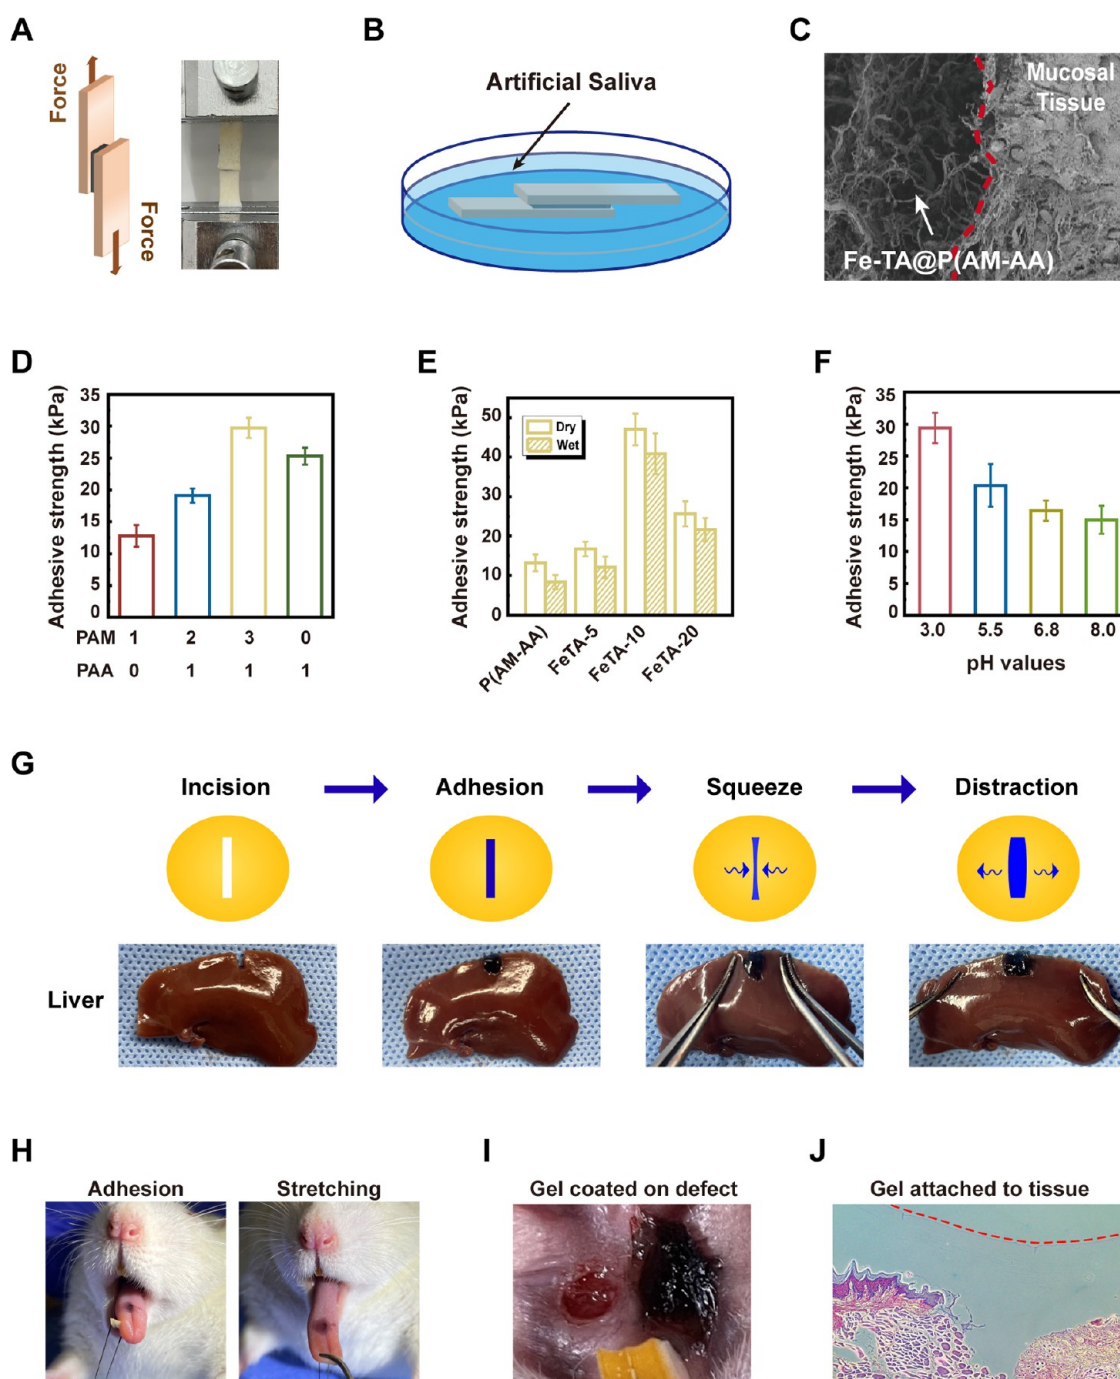 A
Force
Force
B
Artificial Saliva
C
Mucosal
Tissue
Fe-TA@P(AM-AA)
D
Adhesive strength (kPa)
35
30
25
20
15
10
5
0
PAM 1 2 3 0
PAA 0 1 1 1
E
Adhesive strength (kPa)
50
40
30
20
10
0
Dry
Wet
P(AM-AA)
FeTA-5
FeTA-10
FeTA-20
F
Adhesive strength (kPa)
35
30
25
20
15
10
5
0
3.0 5.5 6.8 8.0
pH values
G
Incision Adhesion Squeeze Distraction
Liver
H
Adhesion Stretching
I
Gel coated on defect
J
Gel attached to tissue